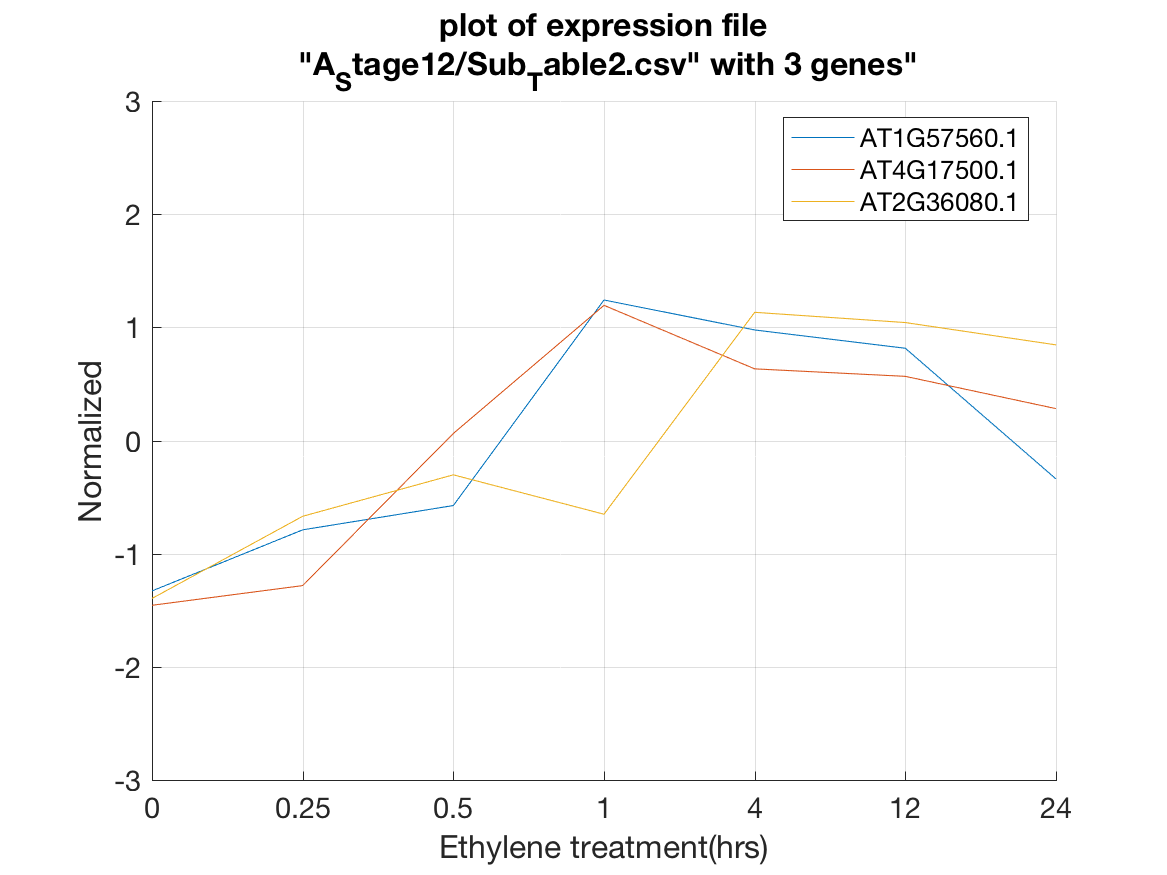 plot of expression file
"A_Stage12/Sub_Table2.csv" with 3 genes"
AT1G57560.1
AT4G17500.1
AT2G36080.1
3
2
1
0
-1
-2
-3
Normalized
0 0.25 0.5 1 4 12 24
Ethylene treatment(hrs)